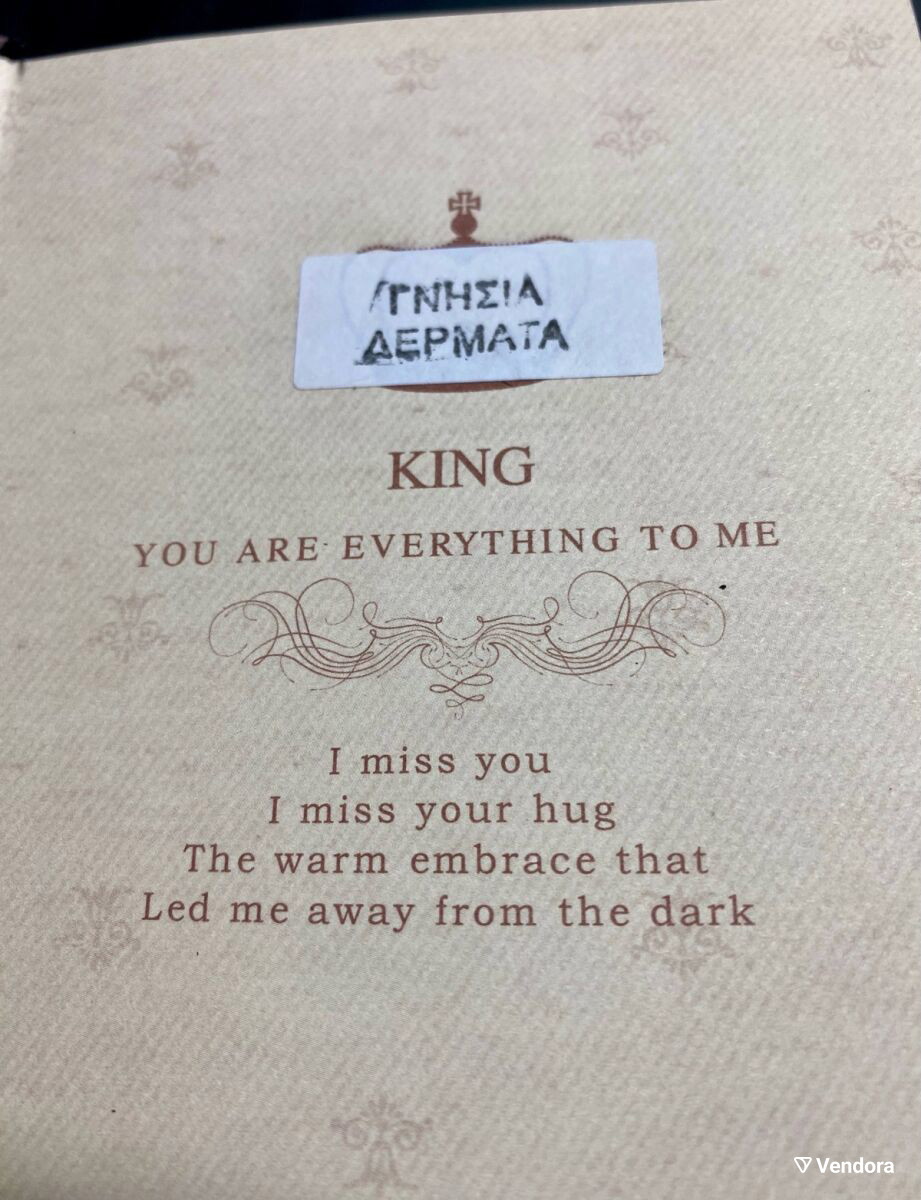 ΓΝΗΣΙΑ
ΔΕΡΜΑΤΑ
KING
YOU ARE EVERYTHING TO ME
I miss you
I miss your hug
The warm embrace that
Led me away from the dark
Vendora